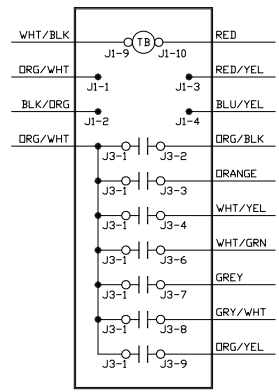 WHT/BLK TB RED
J1-9 J1-10
ORG/WHT RED/YEL
J1-1 J1-3
BLK/ORG BLU/YEL
J1-2 J1-4
ORG/WHT ORG/BLK
J3-1 J3-2
ORANGE
J3-1 J3-3
WHT/YEL
J3-1 J3-4
WHT/GRN
J3-1 J3-6
GREY
J3-1 J3-7
GRY/WHT
J3-1 J3-8
ORG/YEL
J3-1 J3-9